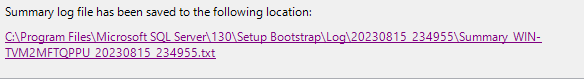 Summary log file has been saved to the following location:
C:\Program Files\Microsoft SQL Server\130\Setup Bootstrap\Log\20230815_234955\Summary_WIN-
TVM2MFTQPPU_20230815_234955.txt